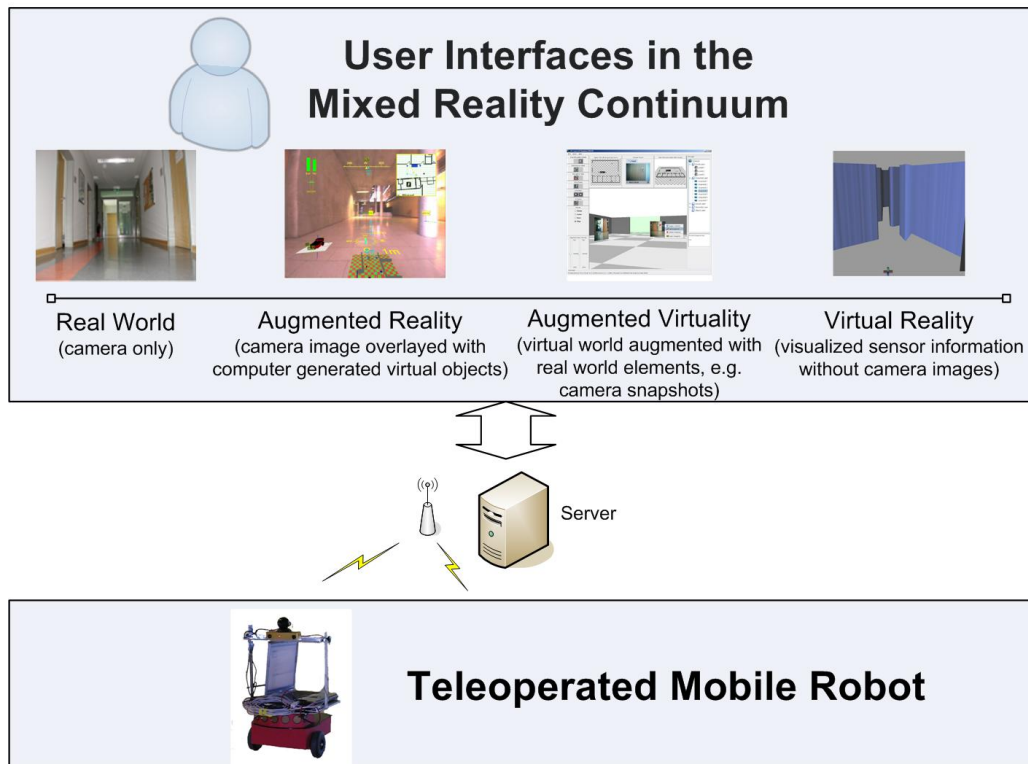 User Interfaces in the
Mixed Reality Continuum
Real World
(camera only)
Augmented Reality
(camera image overlayed with
computer generated virtual objects)
Augmented Virtuality
(virtual world augmented with
real world elements, e.g.
camera snapshots)
Virtual Reality
(visualized sensor information
without camera images)
Server
Teleoperated Mobile Robot